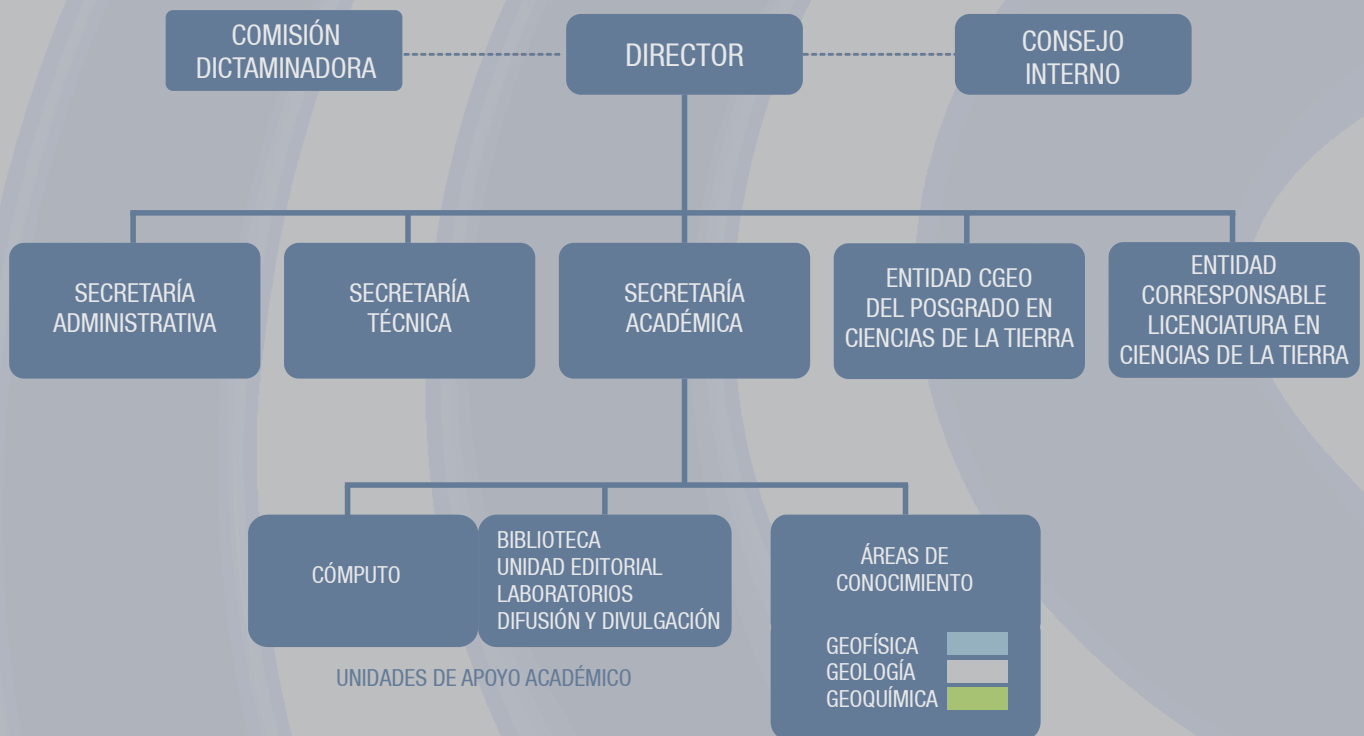 COMISIÓN
DICTAMINADORA
DIRECTOR
CONSEJO
INTERNO
SECRETARÍA
ADMINISTRATIVA
SECRETARÍA
TÉCNICA
SECRETARÍA
ACADÉMICA
ENTIDAD CGEO
DEL POSGRADO EN
CIENCIAS DE LA TIERRA
ENTIDAD
CORRESPONSABLE
LICENCIATURA EN
CIENCIAS DE LA TIERRA
CÓMPUTO
BIBLIOTECA
UNIDAD EDITORIAL
LABORATORIOS
DIFUSIÓN Y DIVULGACIÓN
UNIDADES DE APOYO ACADÉMICO
ÁREAS DE
CONOCIMIENTO
GEOFÍSICA
GEOLOGÍA
GEOQUÍMICA